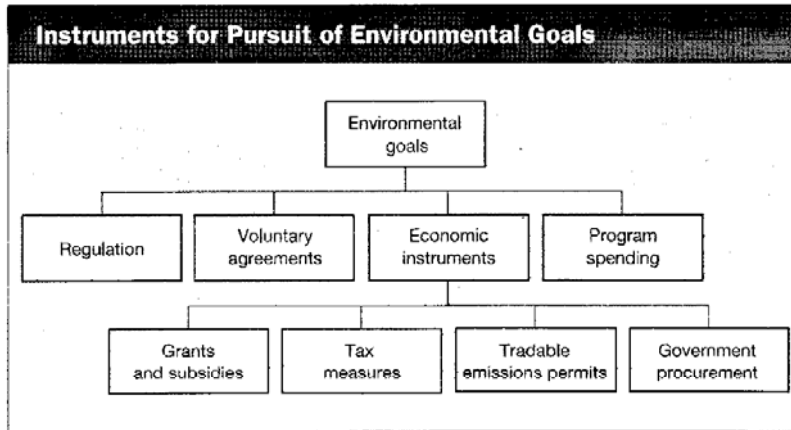 Instruments for Pursuit of Environmental Goals
Environmental
goals
Regulation
Voluntary
agreements
Economic
instruments
Program
spending
Grants
and subsidies
Tax
measures
Tradable
emissions permits
Government
procurement